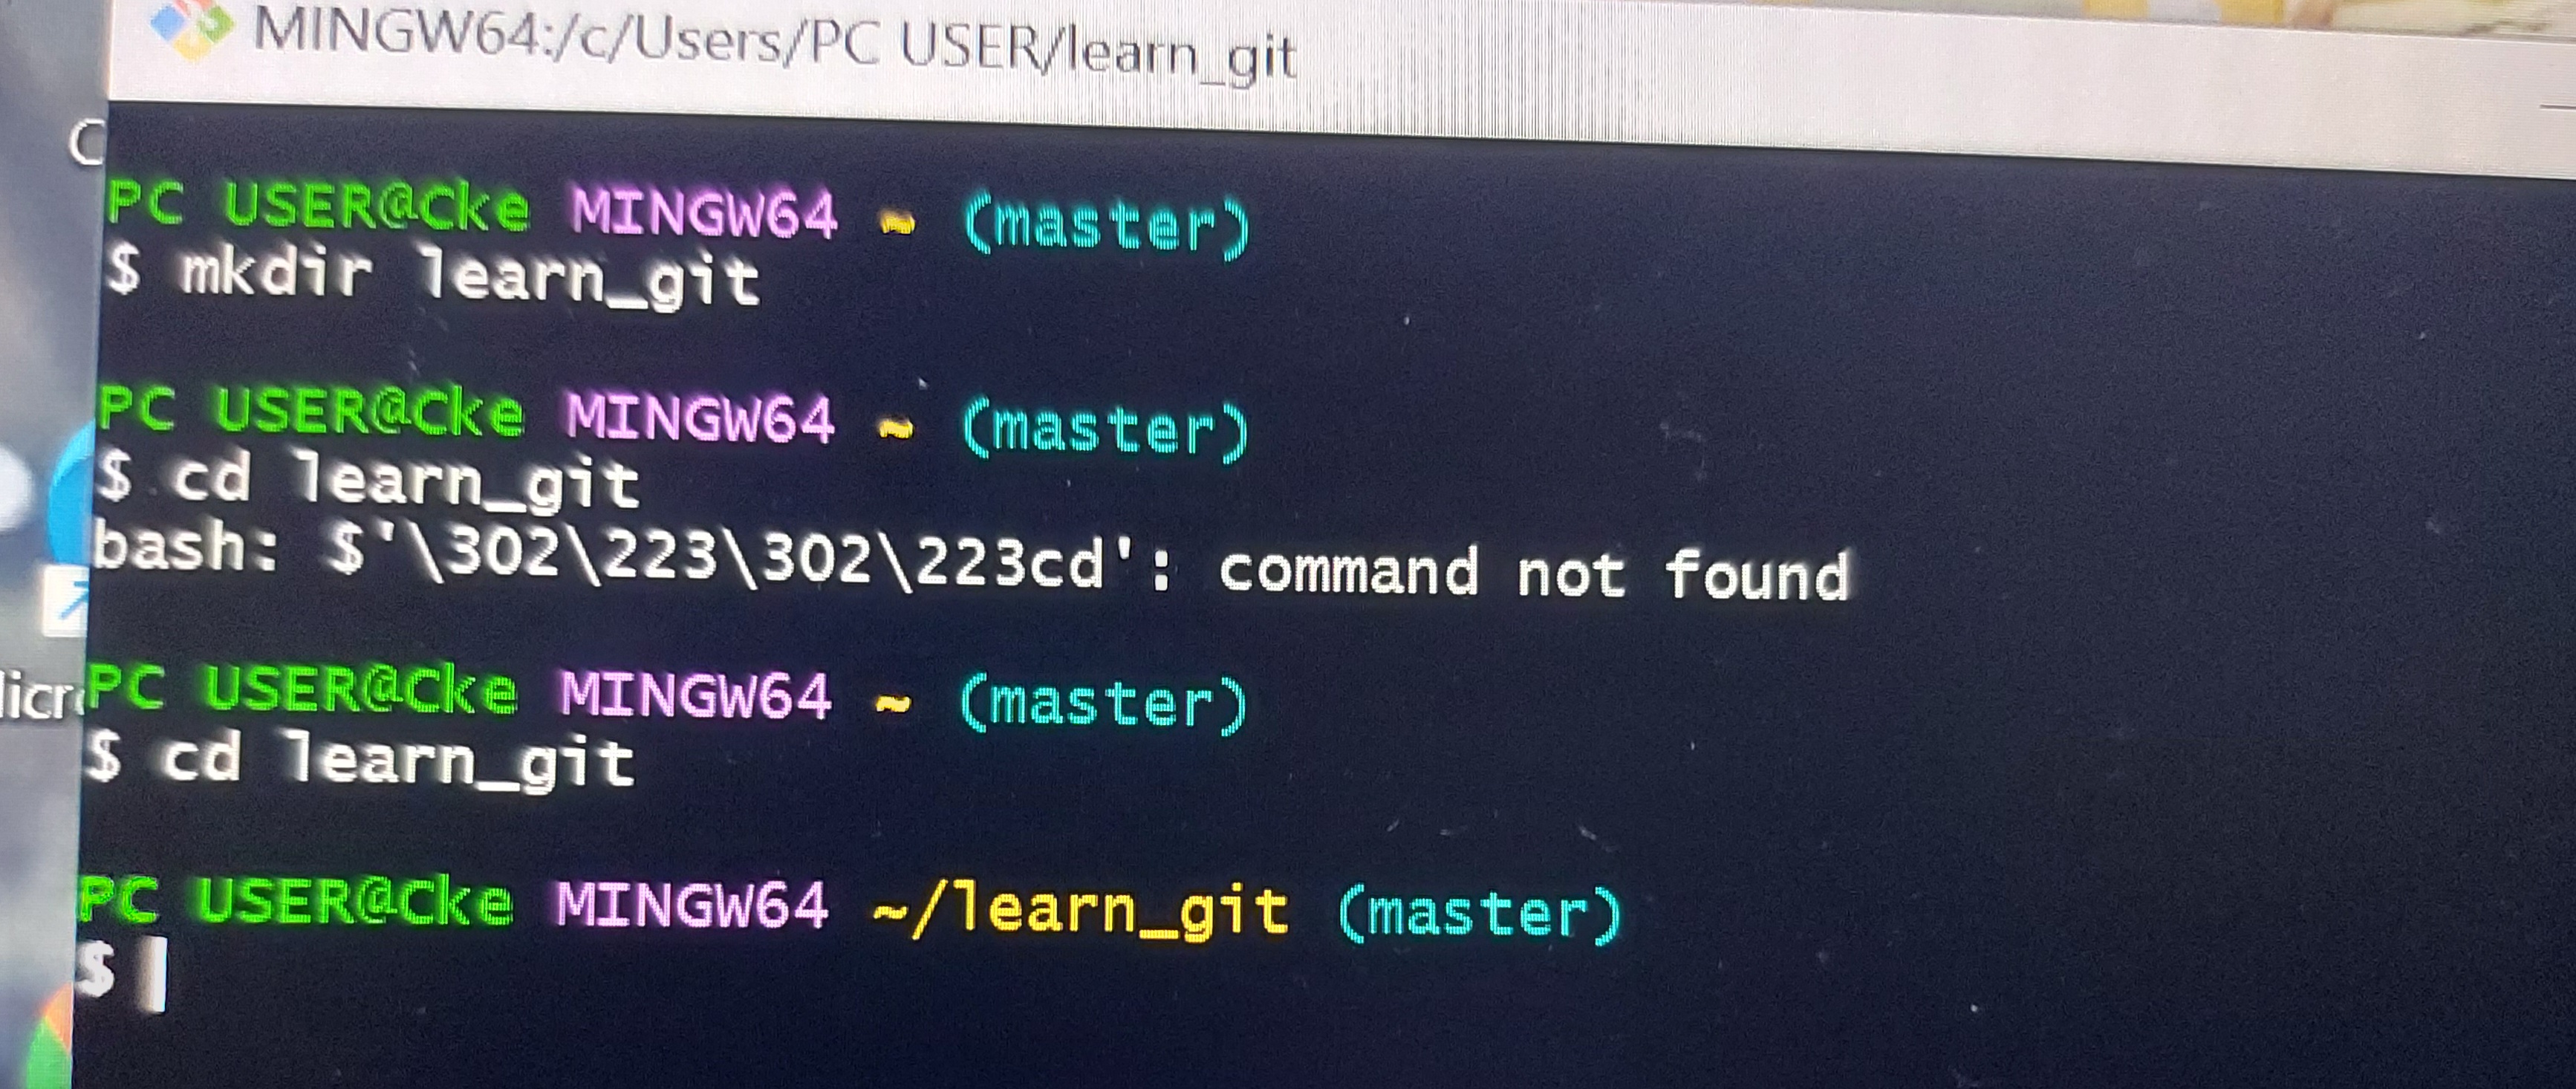 MINGW64:/c/Users/PC USER/learn_git
PC USER@Cke MINGW64 ~ (master)
$ mkdir learn_git
PC USER@Cke MINGW64 ~ (master)
$ cd learn_git
bash: $'\302\223\302\223cd': command not found
PC USER@Cke MINGW64 ~ (master)
$ cd learn_git
PC USER@Cke MINGW64 ~/learn_git (master)
$